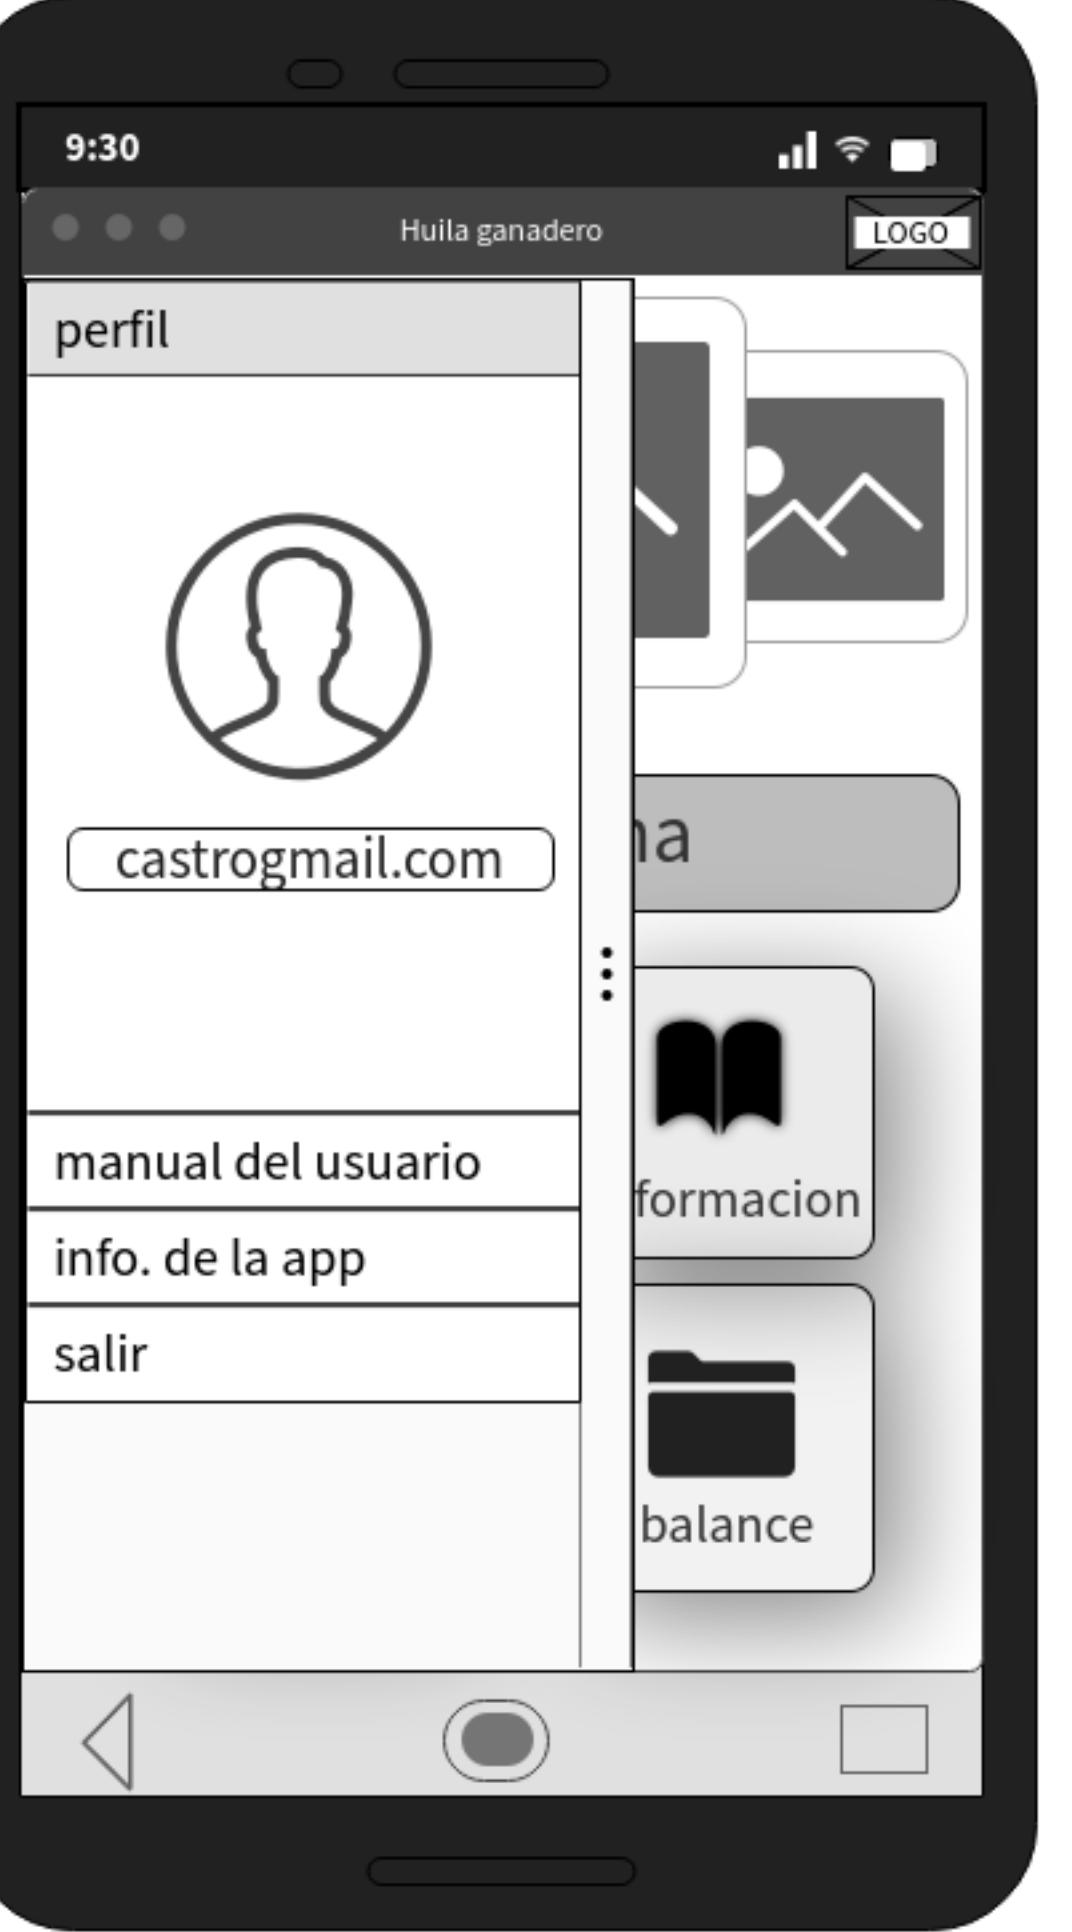 9:30
Huila ganadero
LOGO
perfil
castrogmail.com
na
formacion
manual del usuario
info. de la app
salir
balance